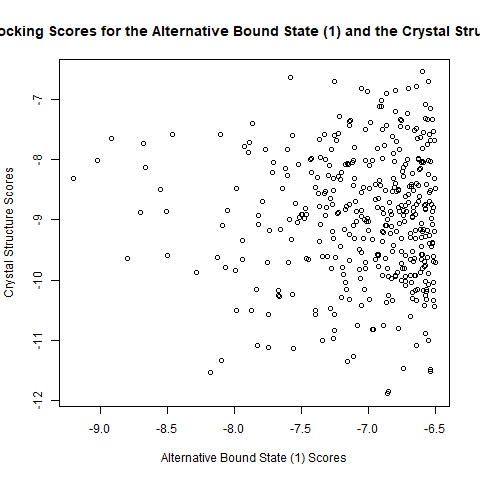 ocking Scores for the Alternative Bound State (1) and the Crystal Stru
-7
-8
-9
-10
-11
-12
Crystal Structure Scores
-9.0 -8.5 -8.0 -7.5 -7.0 -6.5
Alternative Bound State (1) Scores